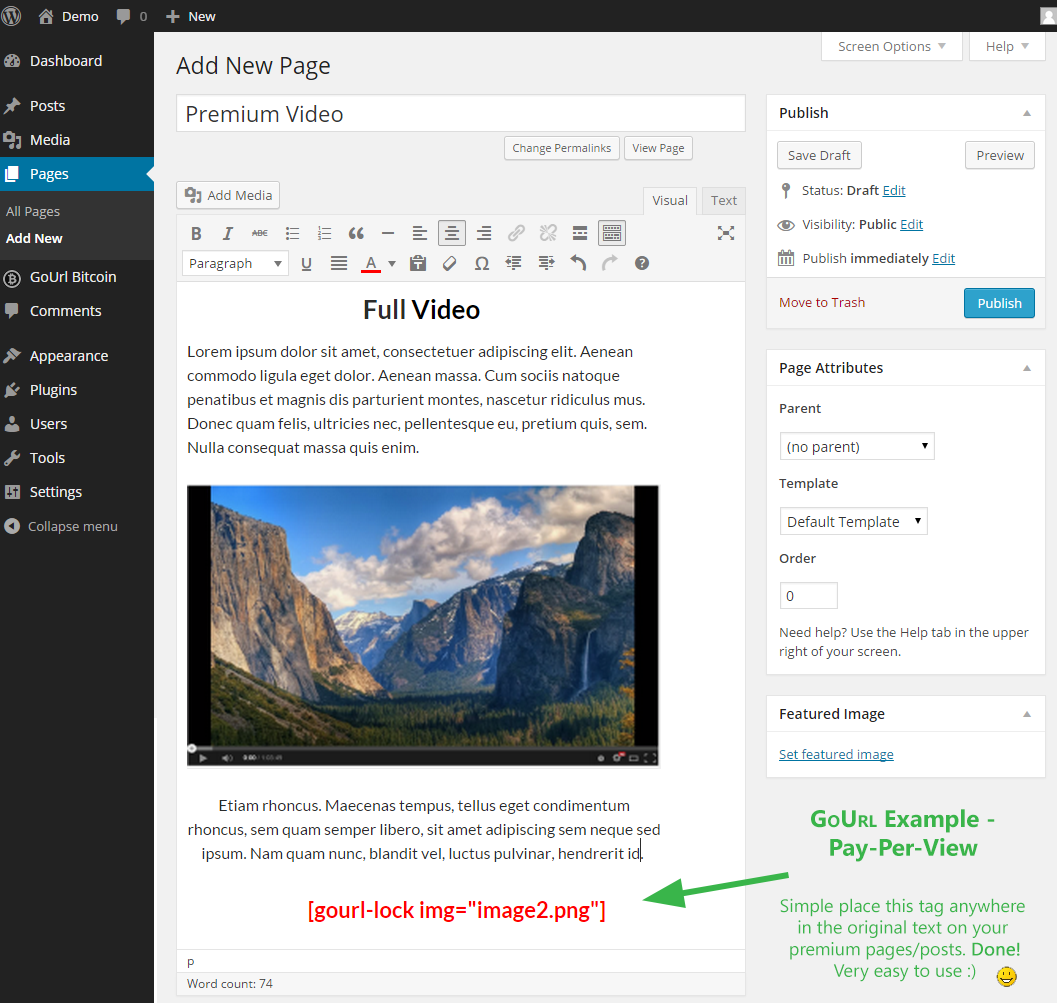 Demo 0 New
Screen Options Help
Dashboard
Posts
Media
Pages
All Pages
Add New
GoUrl Bitcoin
Comments
Appearance
Plugins
Users
Tools
Settings
Collapse menu
Add New Page
Premium Video
Change Permalinks View Page
Add Media
Visual Text
B I ABC
Paragraph U A Ω
Full Video
Lorem ipsum dolor sit amet, consectetuer adipiscing elit. Aenean
commodo ligula eget dolor. Aenean massa. Cum sociis natoque
penatibus et magnis dis parturient montes, nascetur ridiculus mus.
Donec quam felis, ultricies nec, pellentesque eu, pretium quis, sem.
Nulla consequat massa quis enim.
Etiam rhoncus. Maecenas tempus, tellus eget condimentum
rhoncus, sem quam semper libero, sit amet adipiscing sem neque sed
ipsum. Nam quam nunc, blandit vel, luctus pulvinar, hendrerit id.
[gourl-lock img="image2.png"]
p
Word count: 74
Publish
Save Draft Preview
Status: Draft Edit
Visibility: Public Edit
Publish immediately Edit
Move to Trash Publish
Page Attributes
Parent
(no parent)
Template
Default Template
Order
0
Need help? Use the Help tab in the upper
right of your screen.
Featured Image
Set featured image
GoUrl Example -
Pay-Per-View
Simple place this tag anywhere
in the original text on your
premium pages/posts. Done!
Very easy to use :)